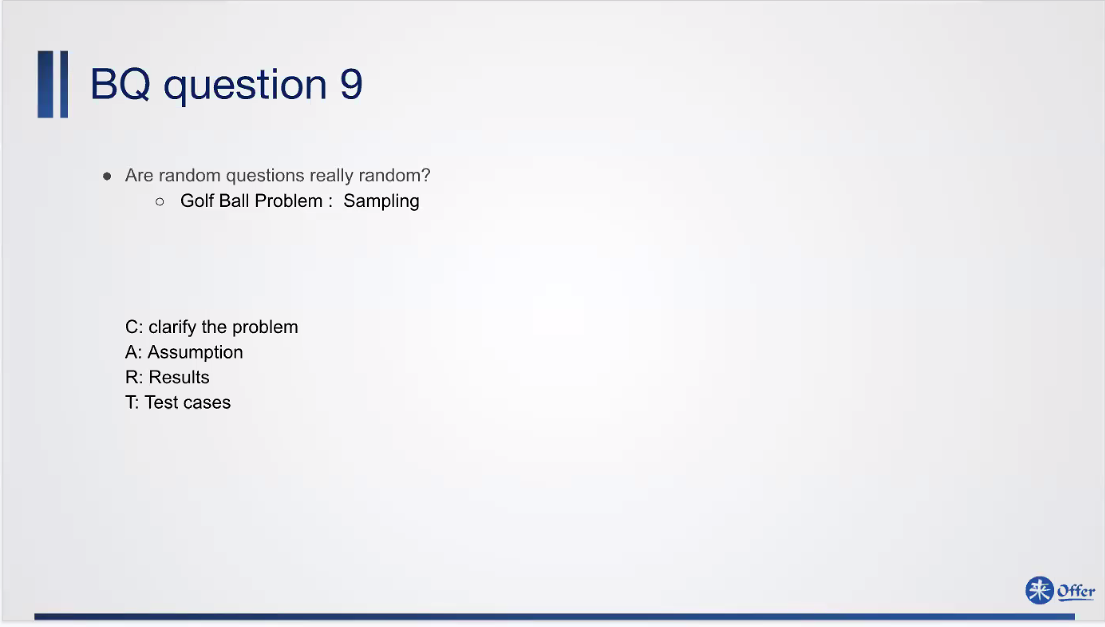 BQ question 9
● Are random questions really random?
○ Golf Ball Problem : Sampling
C: clarify the problem
A: Assumption
R: Results
T: Test cases
来 Offer